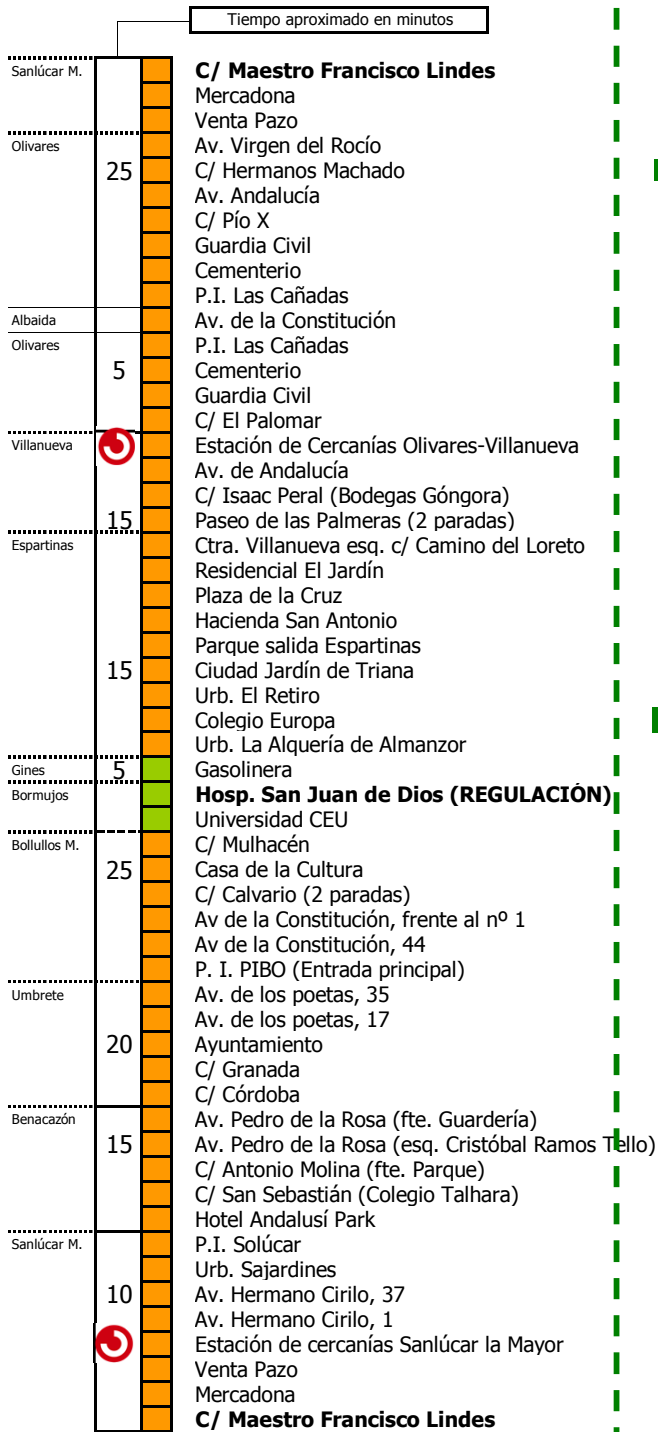 Tiempo aproximado en minutos
Sanlúcar M. C/ Maestro Francisco Lindes
Mercadona
Venta Pazo
Olivares Av. Virgen del Rocío
25 C/ Hermanos Machado
Av. Andalucía
C/ Pío X
Guardia Civil
Cementerio
P.I. Las Cañadas
Albaida Av. de la Constitución
Olivares P.I. Las Cañadas
5 Cementerio
Guardia Civil
C/ El Palomar
Villanueva Estación de Cercanías Olivares-Villanueva
Av. de Andalucía
C/ Isaac Peral (Bodegas Góngora)
15 Paseo de las Palmeras (2 paradas)
Espartinas Ctra. Villanueva esq. c/ Camino del Loreto
Residencial El Jardín
Plaza de la Cruz
Hacienda San Antonio
Parque salida Espartinas
15 Ciudad Jardín de Triana
Urb. El Retiro
Colegio Europa
Urb. La Alquería de Almanzor
Gines 5 Gasolinera
Bormujos Hosp. San Juan de Dios (REGULACIÓN)
Universidad CEU
Bollullos M. C/ Mulhacén
25 Casa de la Cultura
C/ Calvario (2 paradas)
Av de la Constitución, frente al nº 1
Av de la Constitución, 44
P. I. PIBO (Entrada principal)
Umbrete Av. de los poetas, 35
Av. de los poetas, 17
20 Ayuntamiento
C/ Granada
C/ Córdoba
Benacazón Av. Pedro de la Rosa (fte. Guardería)
15 Av. Pedro de la Rosa (esq. Cristóbal Ramos Tello)
C/ Antonio Molina (fte. Parque)
C/ San Sebastián (Colegio Talhara)
Hotel Andalusí Park
Sanlúcar M. P.I. Solúcar
Urb. Sajardines
10 Av. Hermano Cirilo, 37
Av. Hermano Cirilo, 1
Estación de cercanías Sanlúcar la Mayor
Venta Pazo
Mercadona
C/ Maestro Francisco Lindes